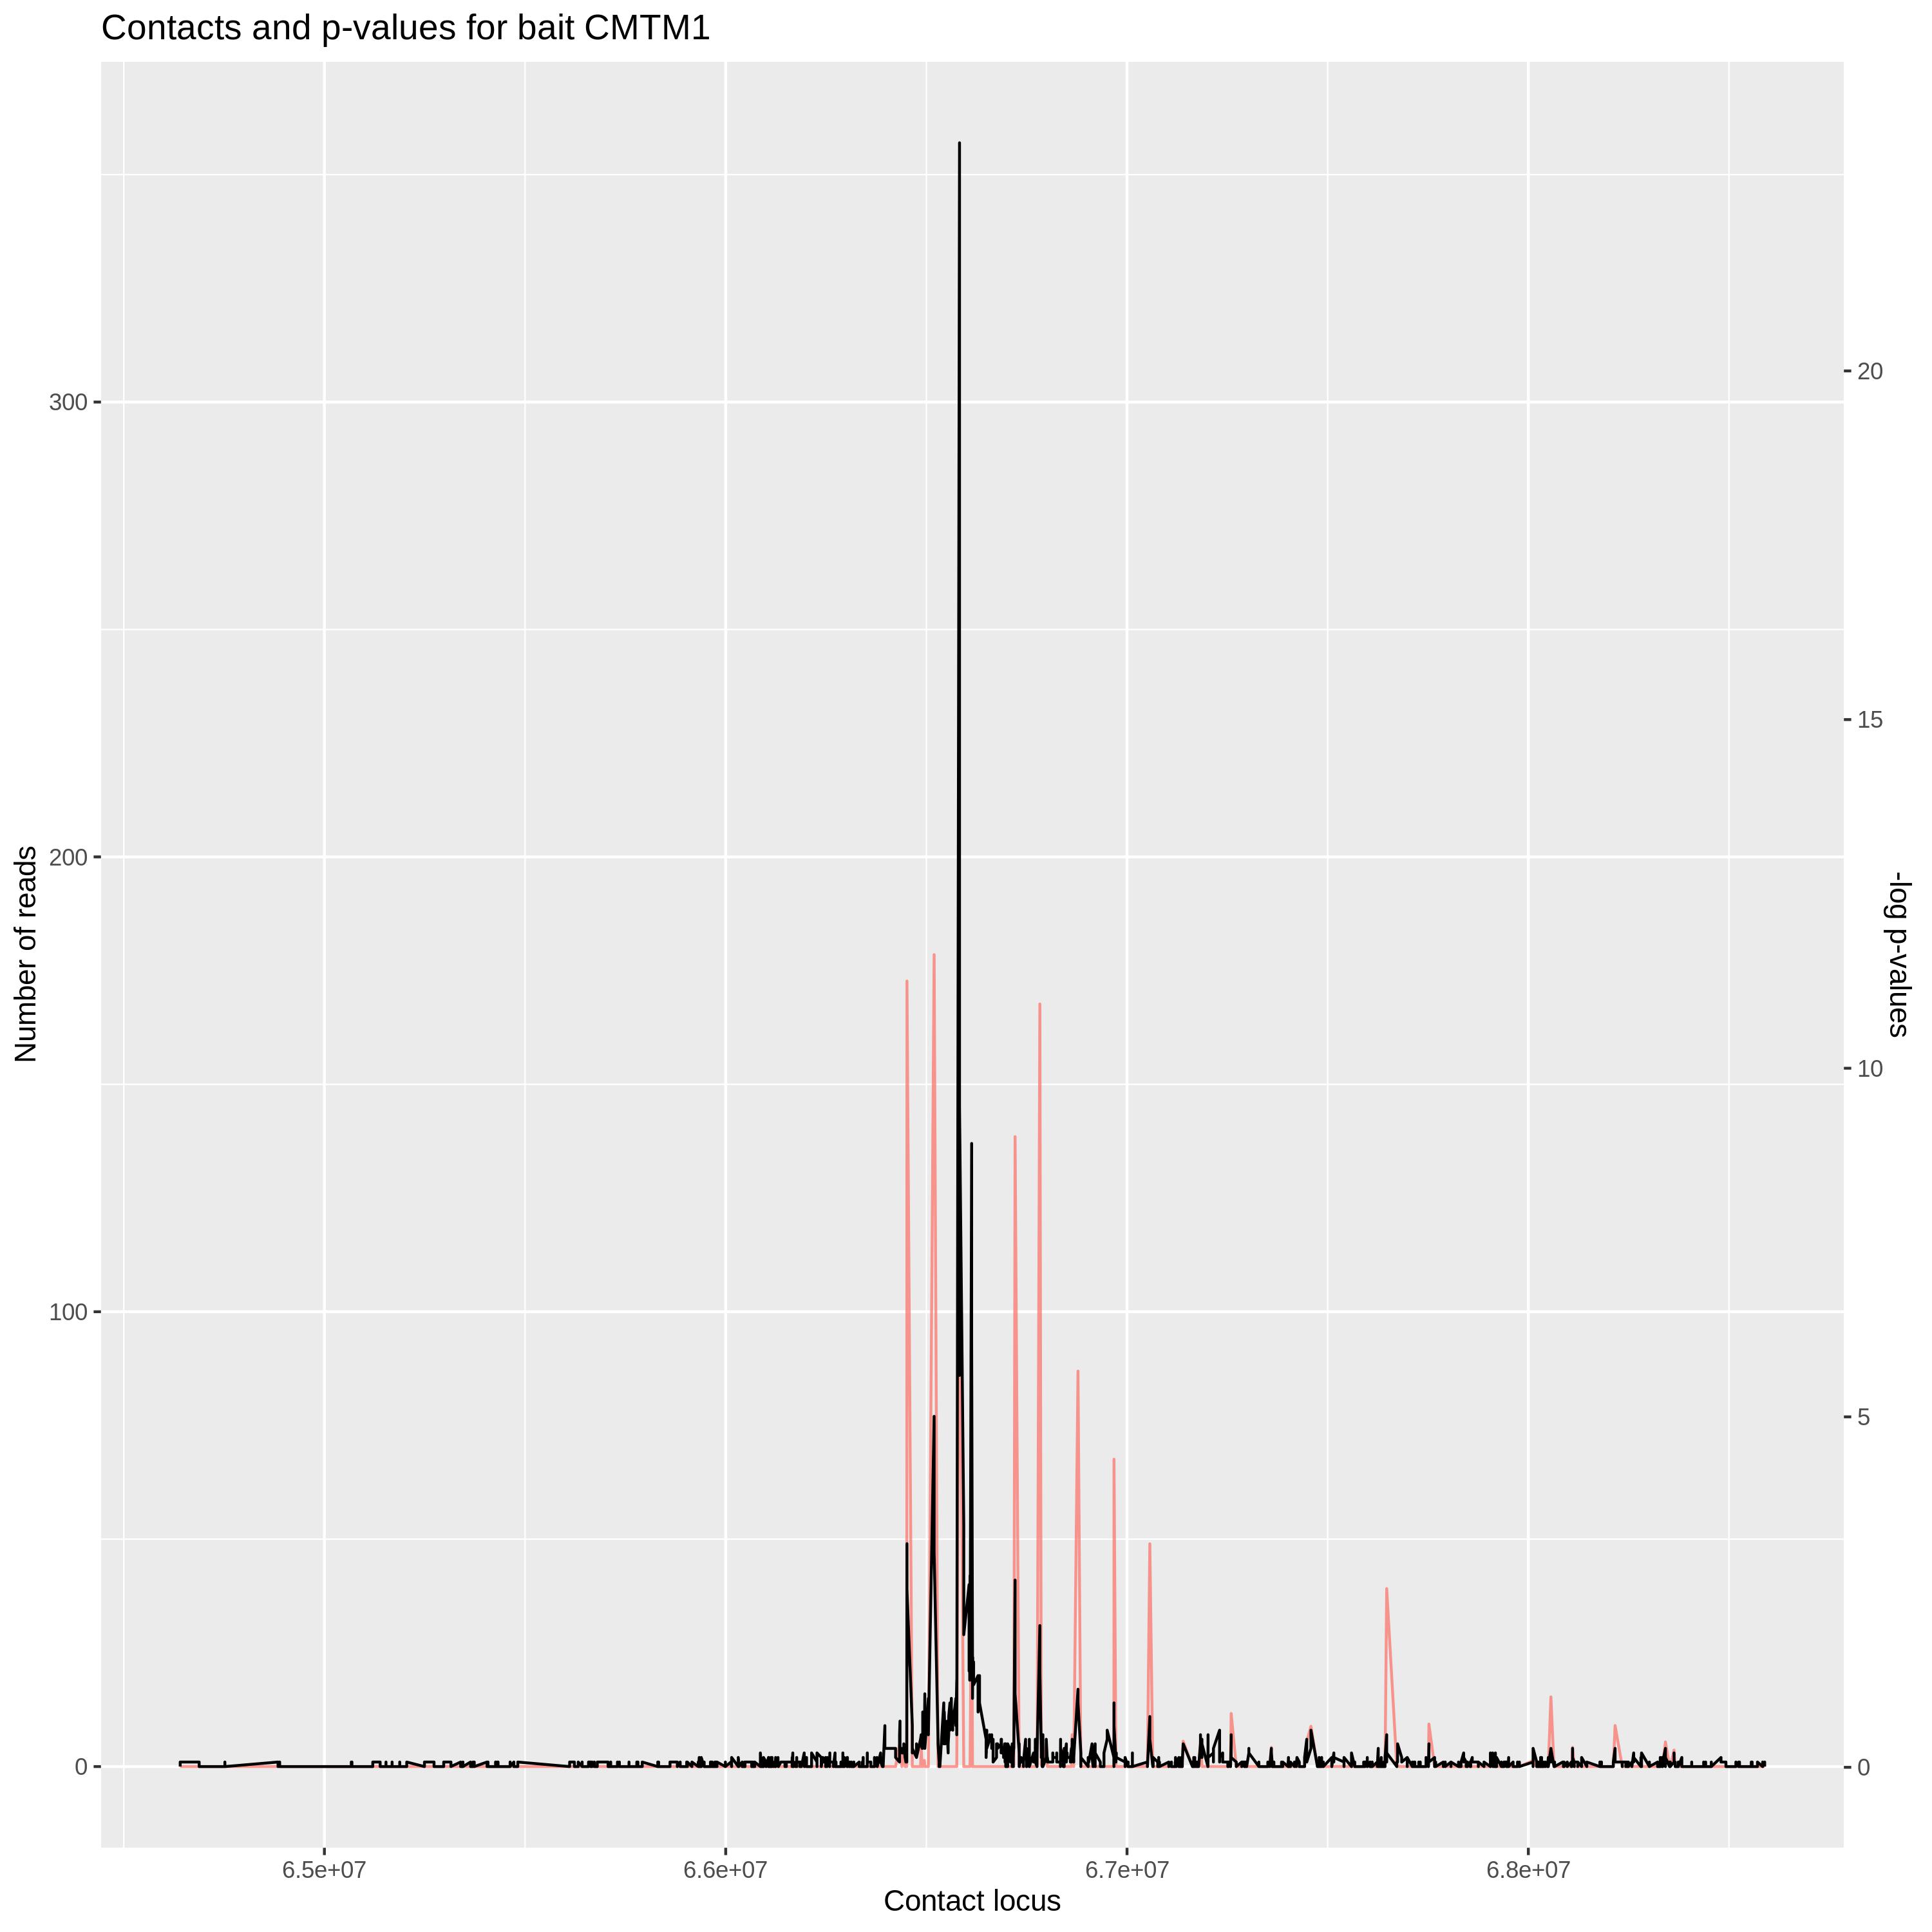 Contacts and p-values for bait CMTM1
Number of reads
300
200
100
0
20
15
10
5
0
-log p-values
6.5e+07
6.6e+07
6.7e+07
6.8e+07
Contact locus